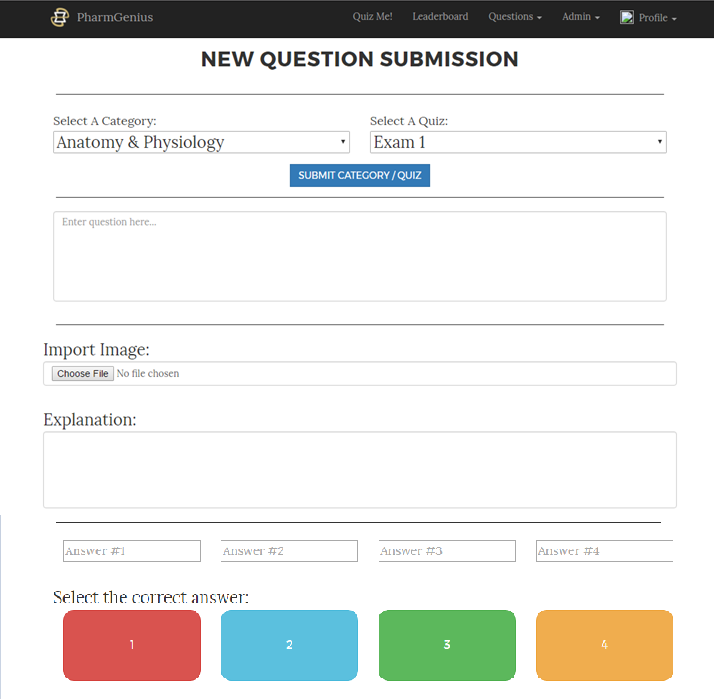 PharmGenius Quiz Me! Leaderboard Questions Admin Profile
NEW QUESTION SUBMISSION
Select A Category: Select A Quiz:
Anatomy & Physiology Exam 1
SUBMIT CATEGORY / QUIZ
Enter question here...
Import Image:
Choose File No file chosen
Explanation:
Answer #1 Answer #2 Answer #3 Answer #4
Select the correct answer:
1 2 3 4